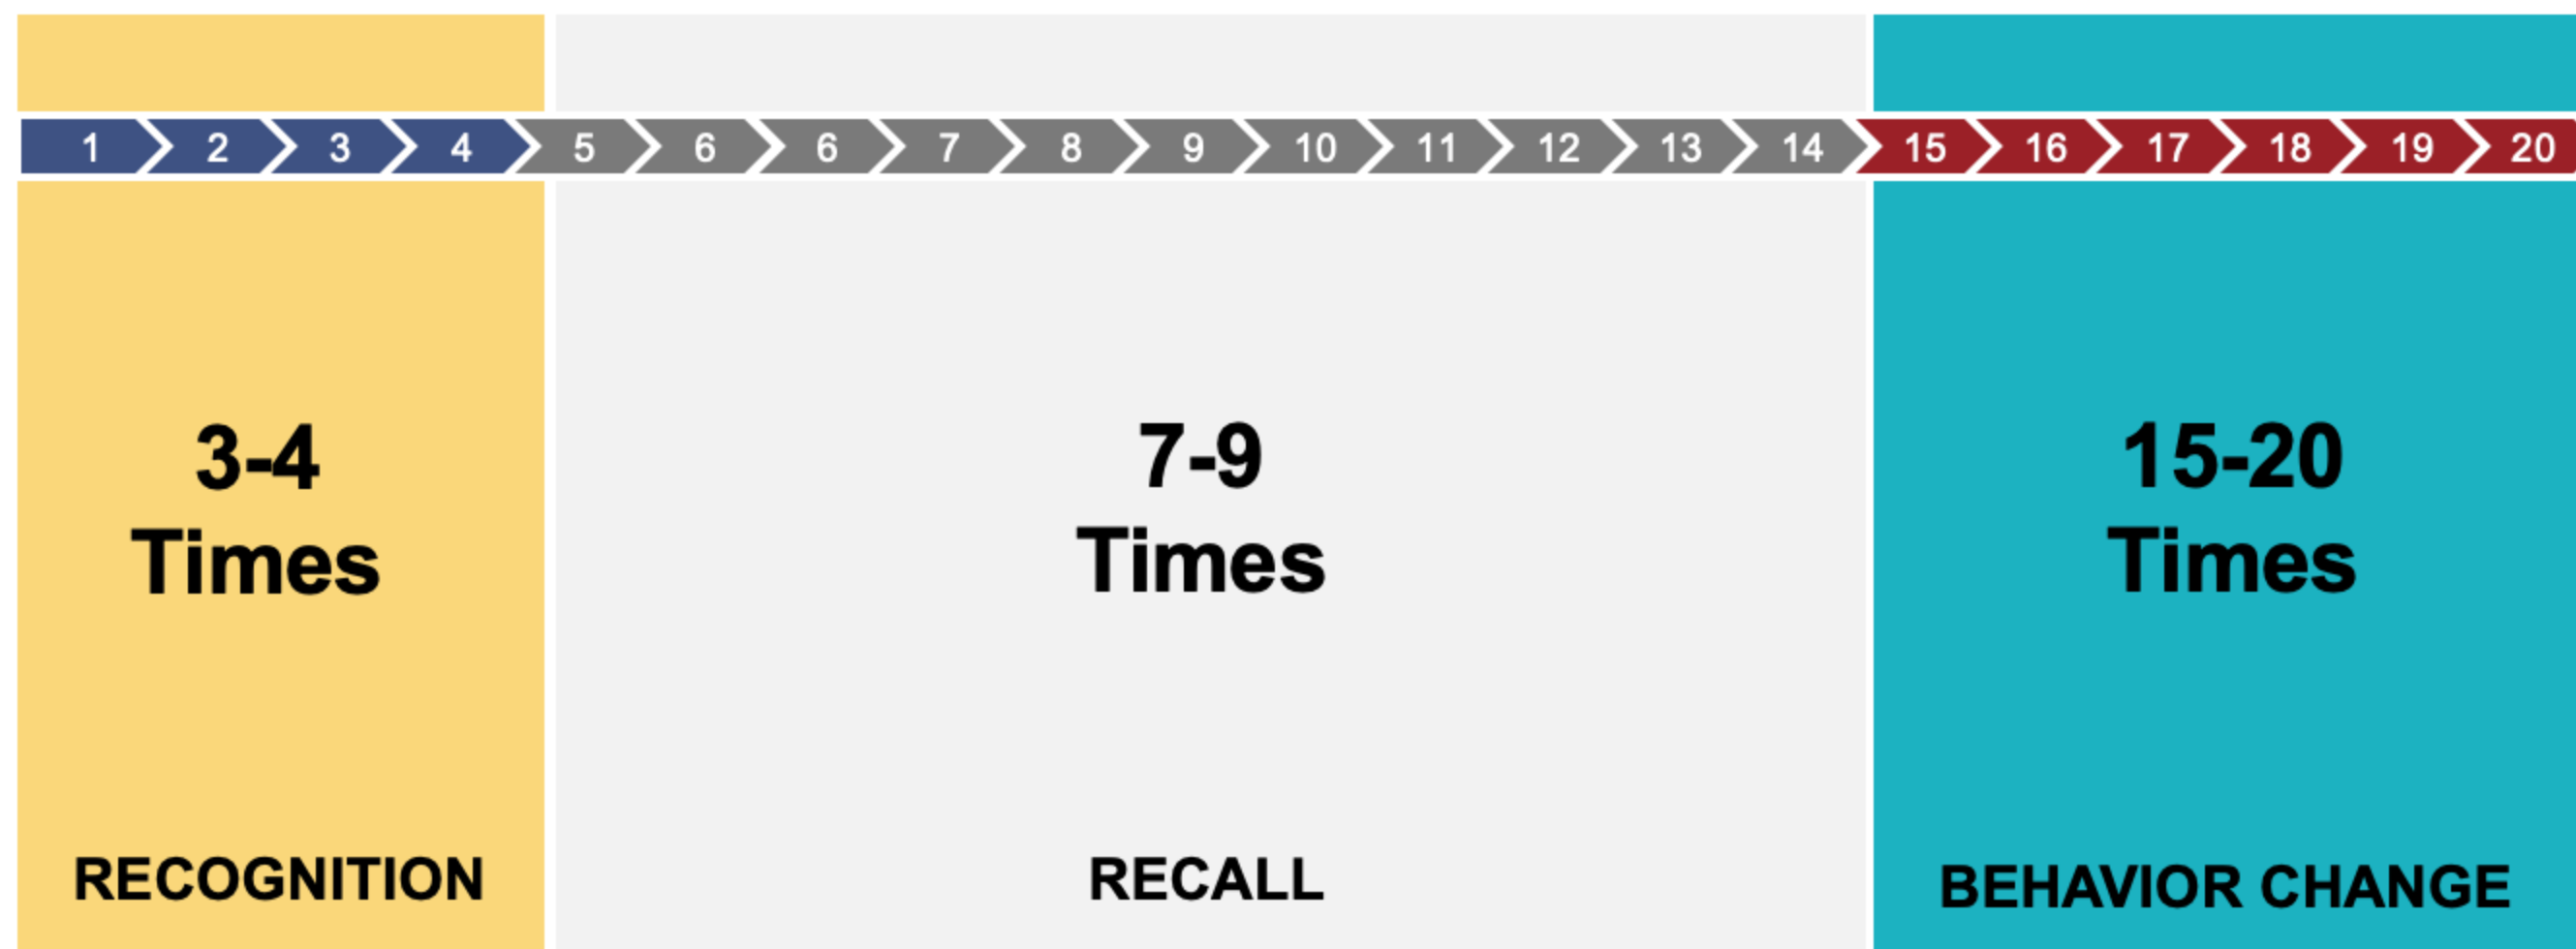 1 2 3 4 5 6 6 7 8 9 10 11 12 13 14 15 16 17 18 19 20
3-4
Times
RECOGNITION
7-9
Times
RECALL
15-20
Times
BEHAVIOR CHANGE